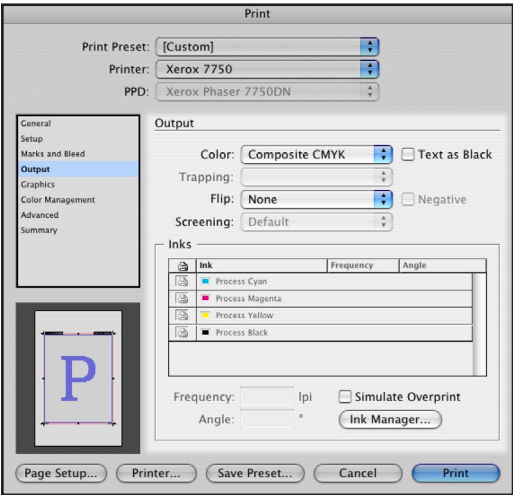 Print
Print Preset: [Custom]
Printer: Xerox 7750
PPD: Xerox Phaser 7750DN
General
Setup
Marks and Bleed
Output
Graphics
Color Management
Advanced
Summary
Output
Color: Composite CMYK Text as Black
Trapping:
Flip: None Negative
Screening: Default
Inks
Ink Frequency Angle
Process Cyan
Process Magenta
Process Yellow
Process Black
Frequency: lpi Simulate Overprint
Angle: ° Ink Manager...
P
Page Setup... Printer... Save Preset... Cancel Print